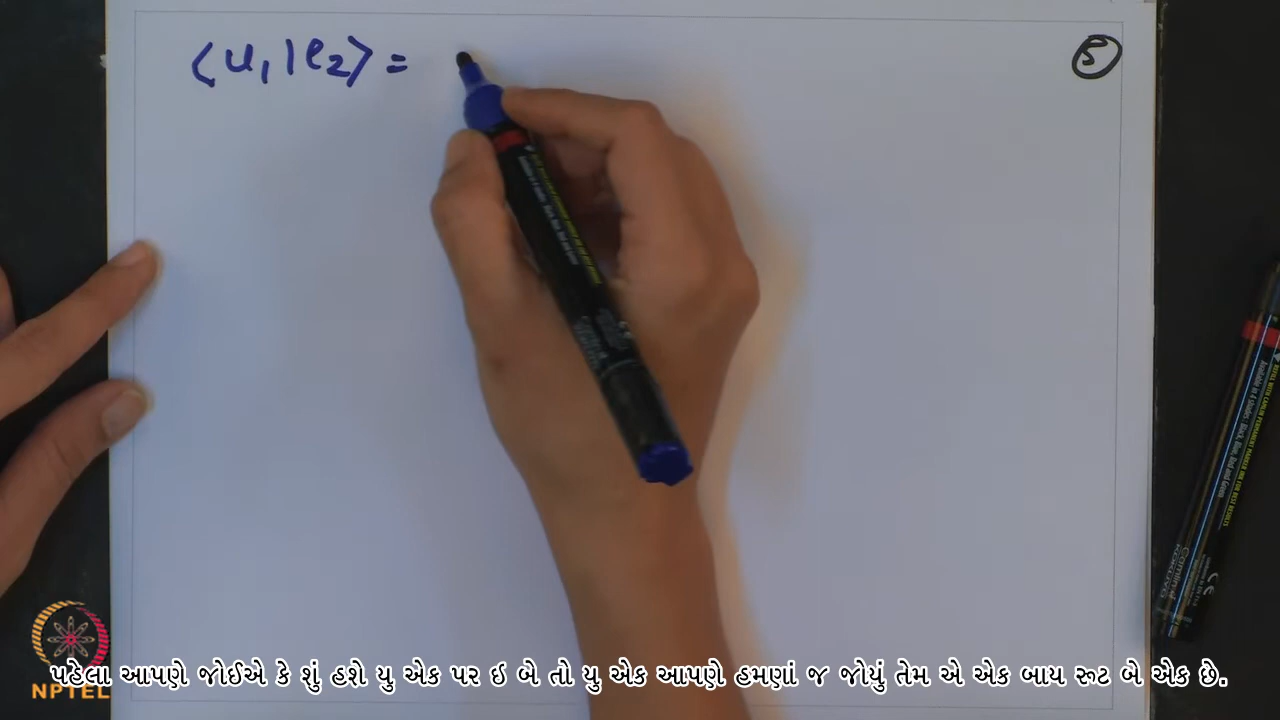 ⟨u₁|e₂⟩ =
5
પહેલા આપણે જોઈએ કે શું હશે યુ એક પર ઇ બે તો યુ એક આપણે હમણાં જ જોયું તેમ એ એક બાય રૂટ બે એક છે.
NPTEL